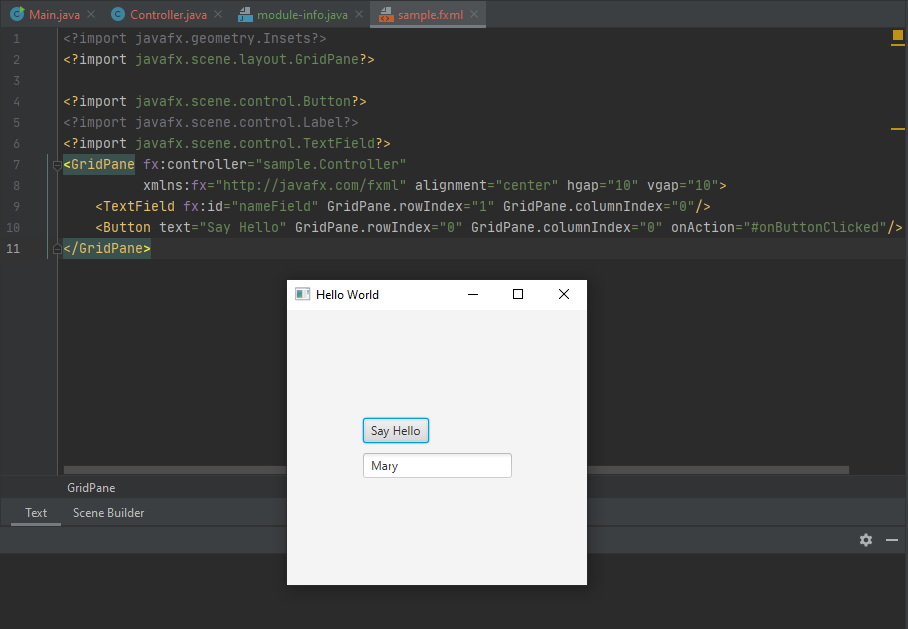 Main.java Controller.java module-info.java sample.fxml
1 <?import javafx.geometry.Insets?>
2 <?import javafx.scene.layout.GridPane?>
3
4 <?import javafx.scene.control.Button?>
5 <?import javafx.scene.control.Label?>
6 <?import javafx.scene.control.TextField?>
7 <GridPane fx:controller="sample.Controller"
8 xmlns:fx="http://javafx.com/fxml" alignment="center" hgap="10" vgap="10">
9 <TextField fx:id="nameField" GridPane.rowIndex="1" GridPane.columnIndex="0"/>
10 <Button text="Say Hello" GridPane.rowIndex="0" GridPane.columnIndex="0" onAction="#onButtonClicked"/>
11 </GridPane>
Hello World
Say Hello
Mary
GridPane
Text Scene Builder